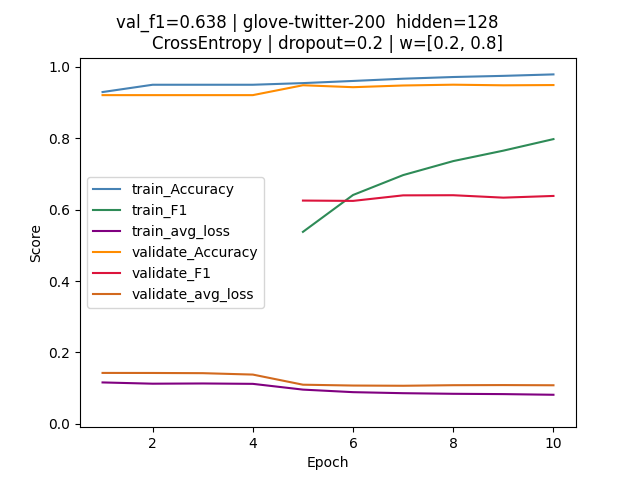 val_f1=0.638 | glove-twitter-200  hidden=128
CrossEntropy | dropout=0.2 | w=[0.2, 0.8]
1.0
0.8
0.6
0.4
0.2
0.0
Score
train_Accuracy
train_F1
train_avg_loss
validate_Accuracy
validate_F1
validate_avg_loss
2 4 6 8 10
Epoch